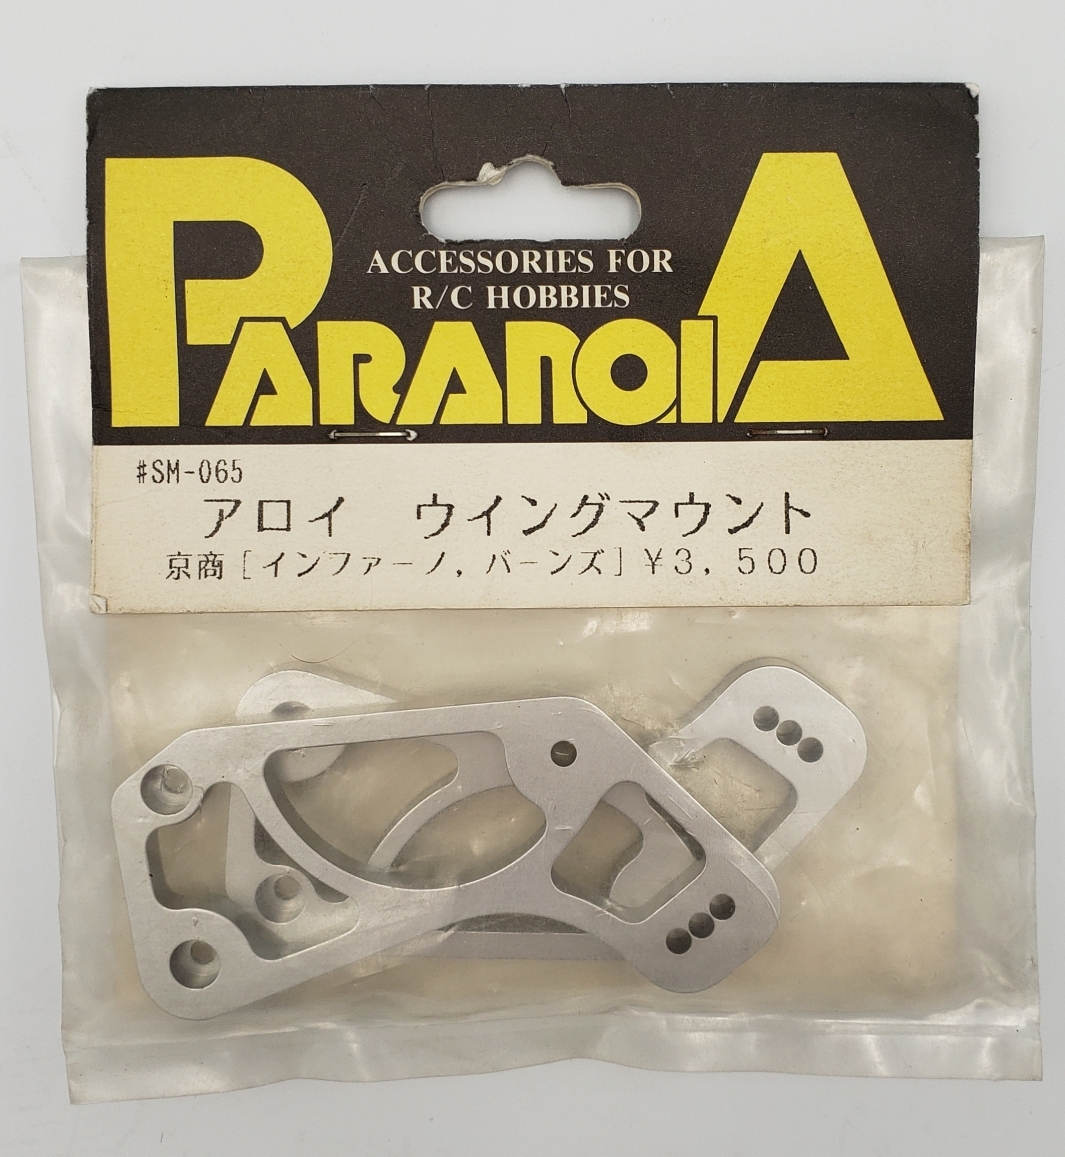 ACCESSORIES FOR
R/C HOBBIES
PARANOIA
#SM-065
アロイ　ウイングマウント
京商［インファーノ，バーンズ］¥3，500